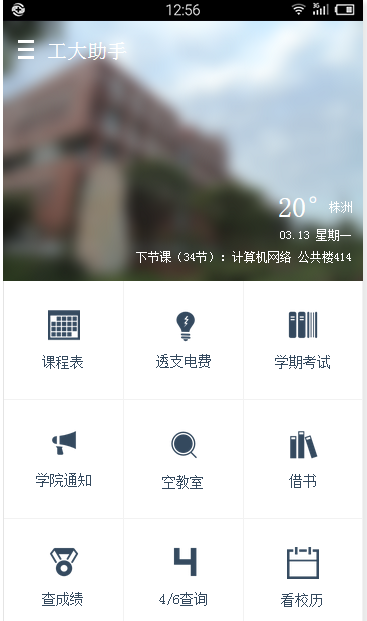 12:56
3G
工大助手
20° 株洲
03.13 星期一
下节课（34节）：计算机网络 公共楼414
课程表 透支电费 学期考试
学院通知 空教室 借书
查成绩 4/6查询 看校历